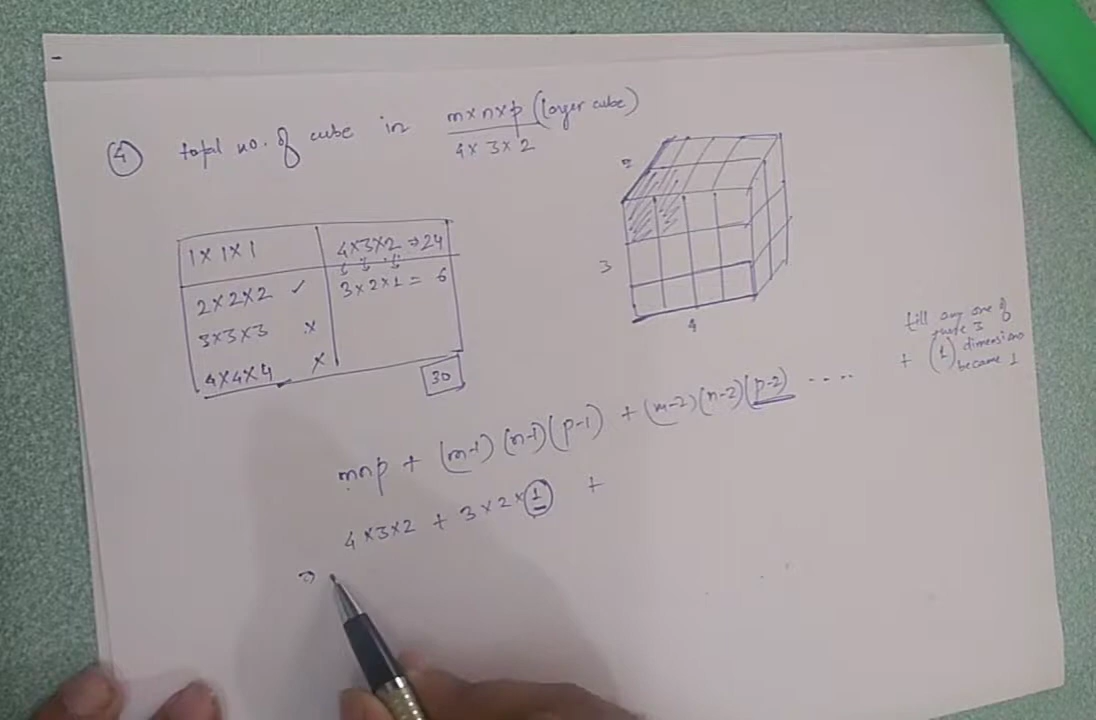 ④ total no. of cube in m×n×p (larger cube)
4×3×2
1×1×1 4×3×2 ⇒24
2×2×2 ✓ 3×2×1 = 6
3×3×3 ×
4×4×4 ×
30
2
3
4
till any one of
these 3
dimensions
became 1
mnp + (m-1)(n-1)(p-1) + (m-2)(n-2)(p-2) .... + (1)
4×3×2 + 3×2×1 +
⇒